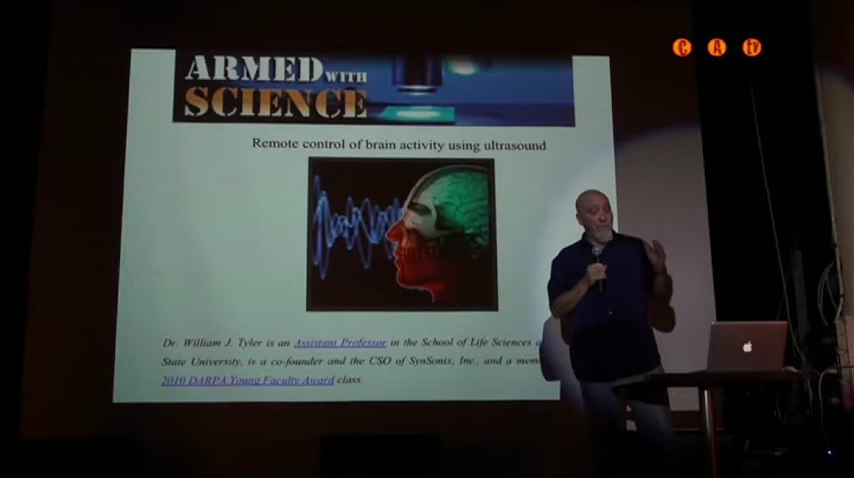 C A tv
ARMED WITH
SCIENCE
Remote control of brain activity using ultrasound
Dr. William J. Tyler is an Assistant Professor in the School of Life Sciences
State University, is a co-founder and the CSO of SynSonix, Inc., and a
2010 DARPA Young Faculty Award class.